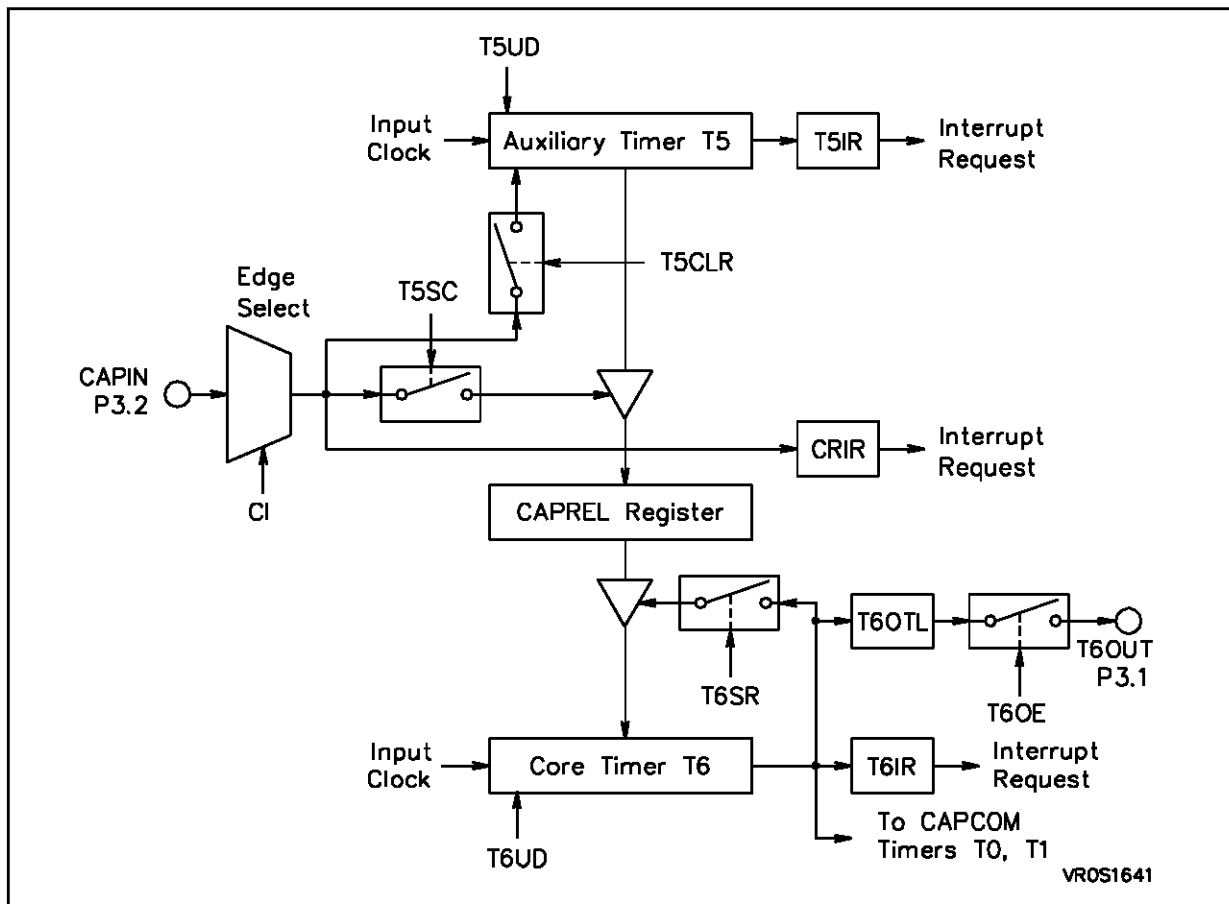 T5UD
Input
Clock
Auxiliary Timer T5
T5IR
Interrupt
Request
T5CLR
Edge
Select
T5SC
CAPIN
P3.2
CI
CRIR
Interrupt
Request
CAPREL Register
T6SR
T6OTL
T6OUT
P3.1
T6OE
Input
Clock
Core Timer T6
T6IR
Interrupt
Request
T6UD
To CAPCOM
Timers T0, T1
VR0S1641